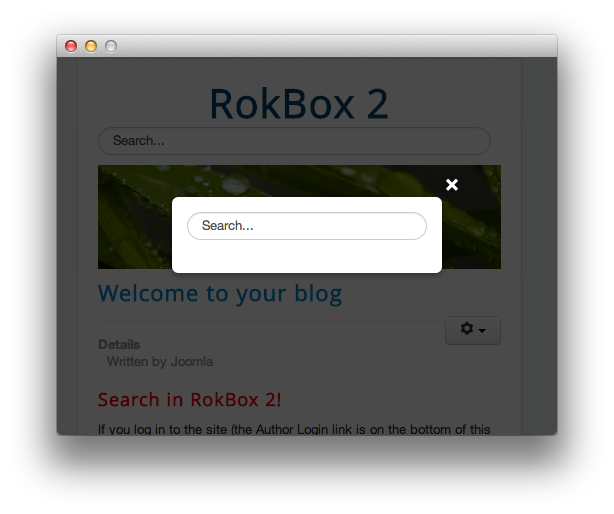 RokBox 2
Search...
Search...
Welcome to your blog
Details
Written by Joomla
Search in RokBox 2!
If you log in to the site (the Author Login link is on the bottom of this